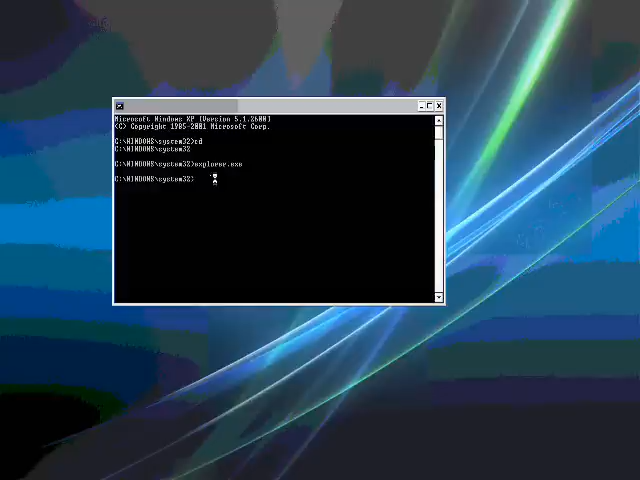 Microsoft Windows XP [Version 5.1.2600]
(C) Copyright 1985-2001 Microsoft Corp.
C:\WINDOWS\system32>cd
C:\WINDOWS\system32
C:\WINDOWS\system32>explorer.exe
C:\WINDOWS\system32>